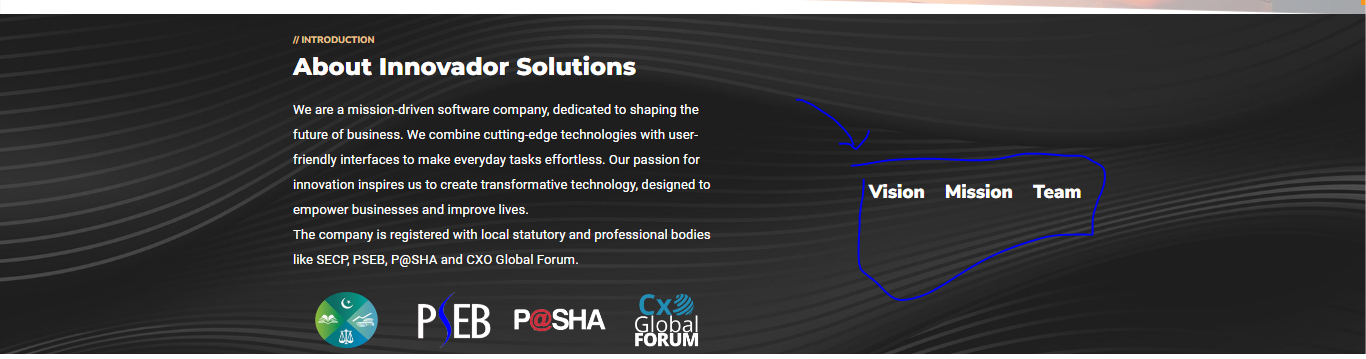 // INTRODUCTION
About Innovador Solutions
We are a mission-driven software company, dedicated to shaping the
future of business. We combine cutting-edge technologies with user-
friendly interfaces to make everyday tasks effortless. Our passion for
innovation inspires us to create transformative technology, designed to
empower businesses and improve lives.
The company is registered with local statutory and professional bodies
like SECP, PSEB, P@SHA and CXO Global Forum.
Vision Mission Team
PSEB
P@SHA
Cx
Global
FORUM